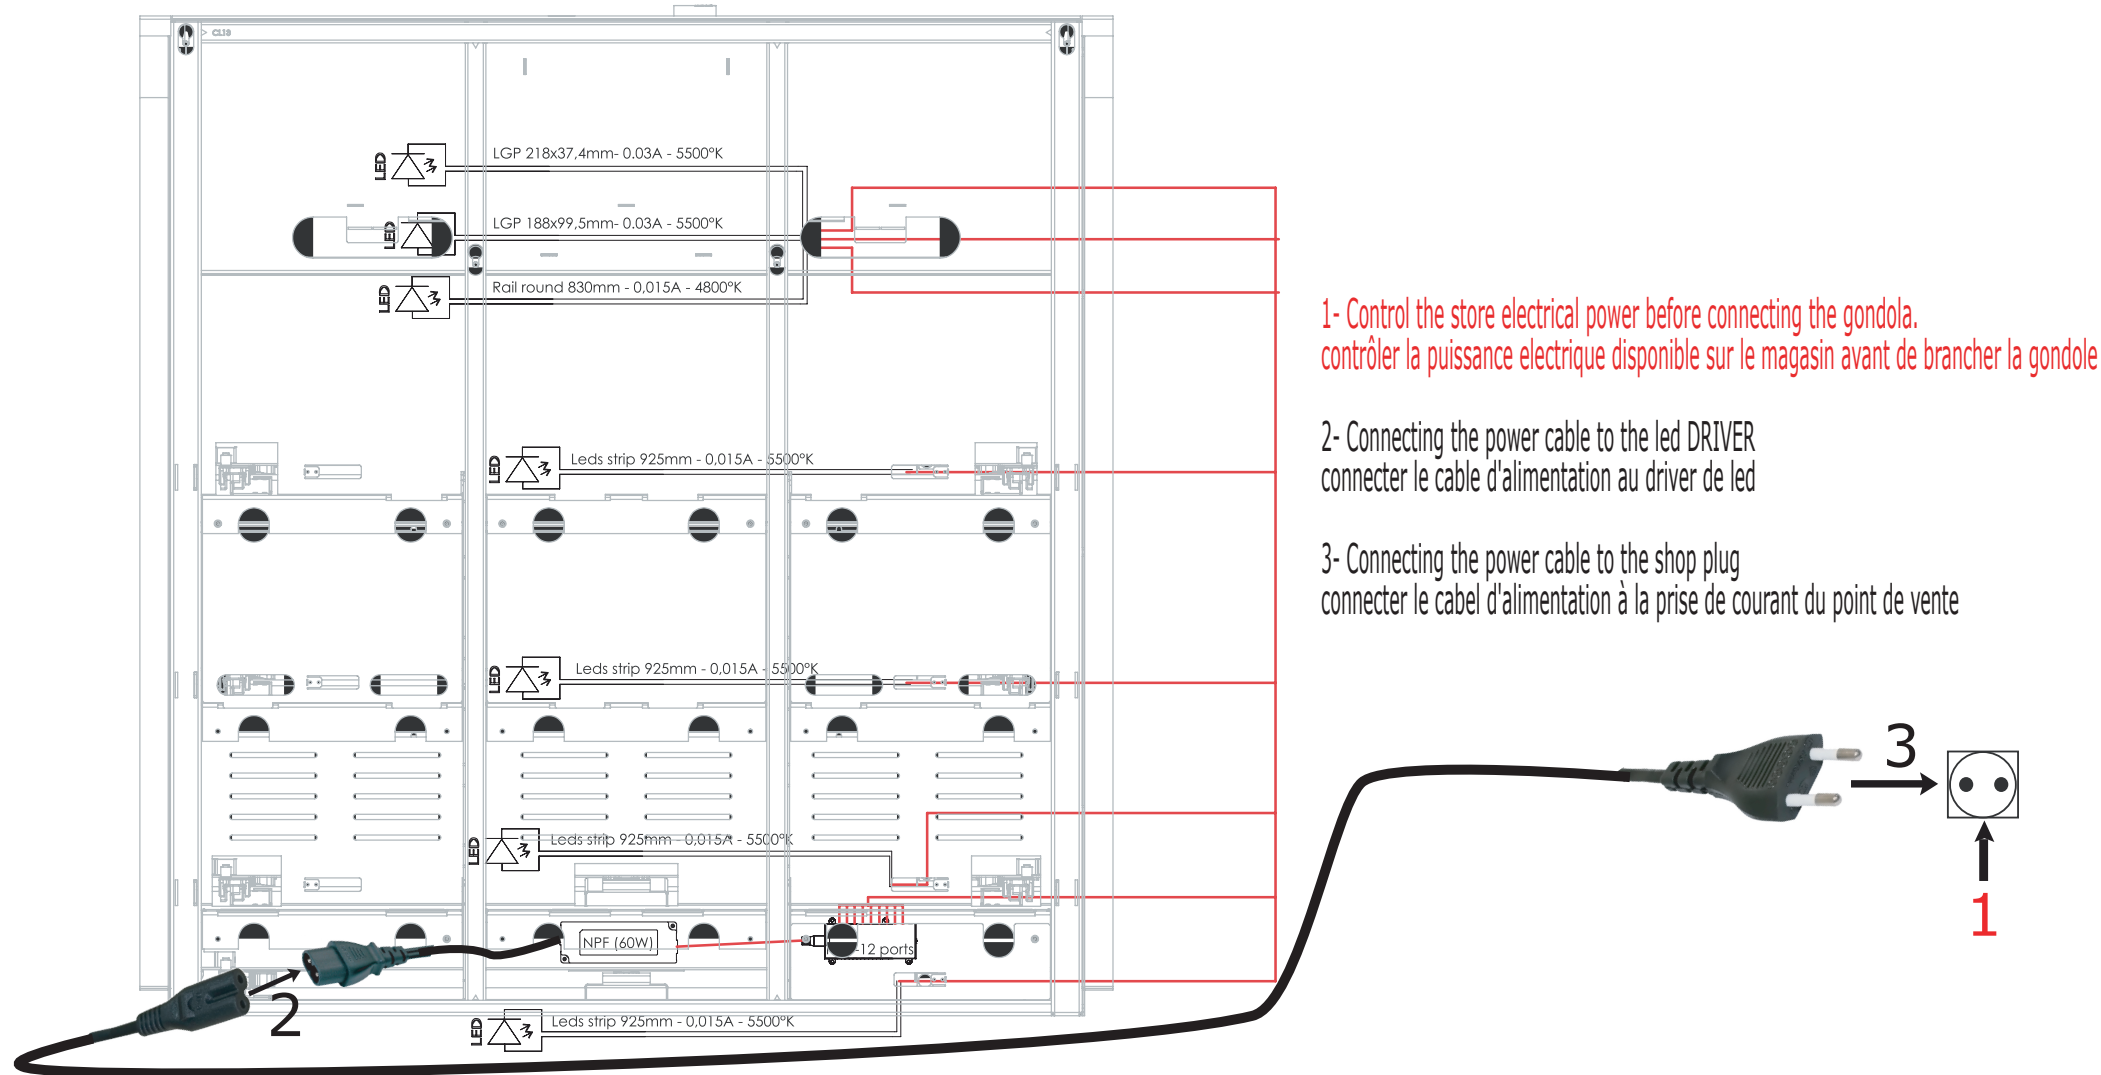 C113
LED
LGP 218x37,4mm- 0.03A - 5500°K
LED
LGP 188x99,5mm- 0.03A - 5500°K
LED
Rail round 830mm - 0,015A - 4800°K
1- Control the store electrical power before connecting the gondola.
contrôler la puissance electrique disponible sur le magasin avant de brancher la gondole
2- Connecting the power cable to the led DRIVER
connecter le cable d'alimentation au driver de led
3- Connecting the power cable to the shop plug
connecter le cabel d'alimentation à la prise de courant du point de vente
LED
Leds strip 925mm - 0,015A - 5500°K
LED
Leds strip 925mm - 0,015A - 5500°K
3
LED
Leds strip 925mm - 0,015A - 5500°K
1
NPF (60W)
-12 ports
2
LED
Leds strip 925mm - 0,015A - 5500°K